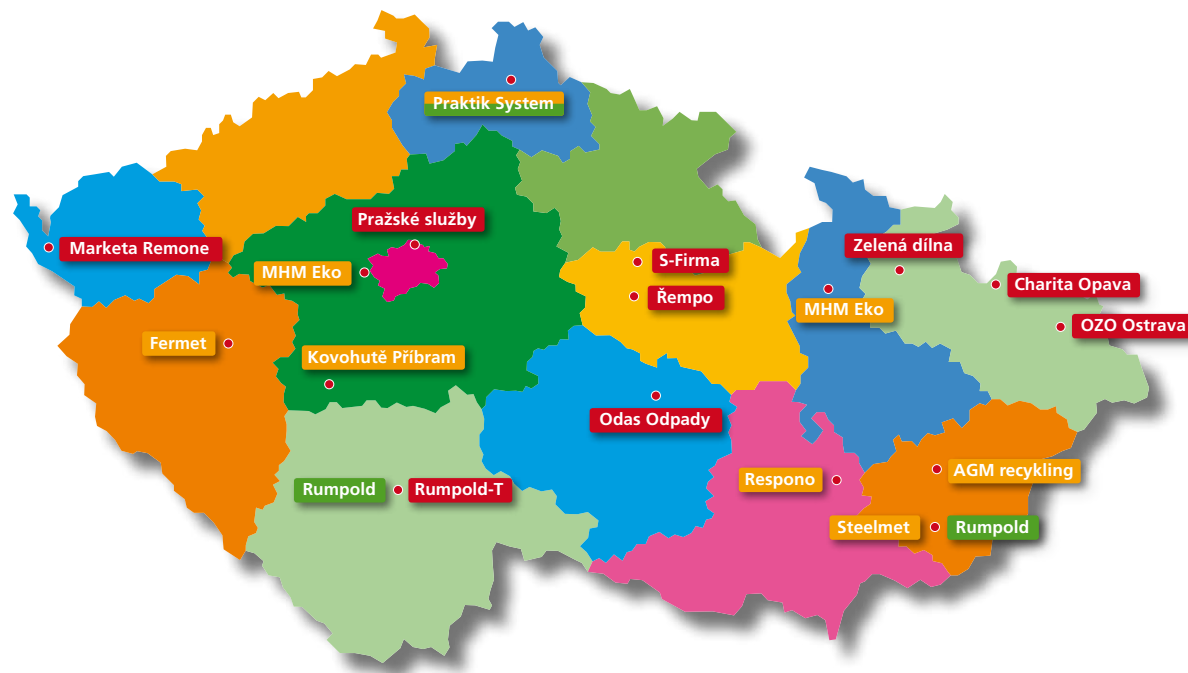 Praktik System
Pražské služby
Marketa Remone
Zelená dílna
S-Firma
MHM Eko
Charita Opava
Řempo
MHM Eko
OZO Ostrava
Fermet
Kovohutě Příbram
Odas Odpady
AGM recykling
Respono
Rumpold
Rumpold-T
Steelmet
Rumpold